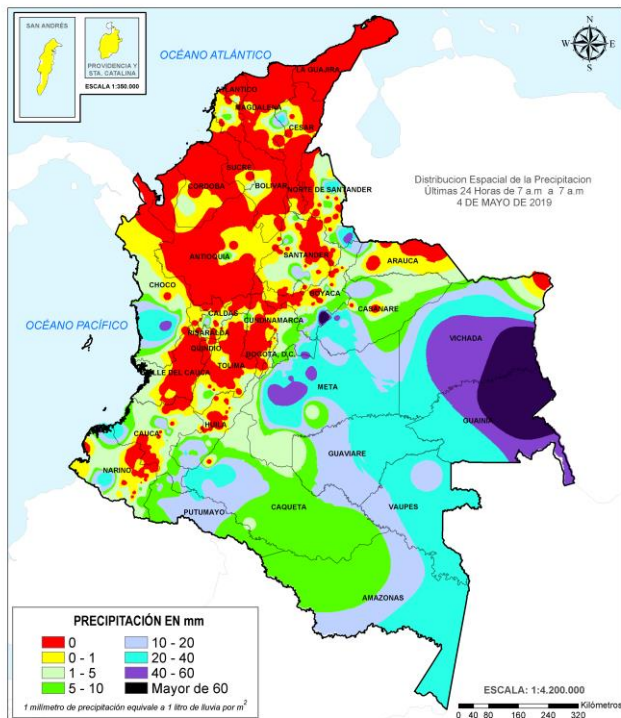 SAN ANDRÉS
PROVIDENCIA Y
STA. CATALINA
ESCALA 1:350.000
OCÉANO ATLÁNTICO
N
W
E
S
LA GUAJIRA
ATLANTICO
MAGDALENA
CESAR
Distribucion Espacial de la Precipitacion
Últimas 24 Horas de 7 a.m a 7 a.m
4 DE MAYO DE 2019
SUCRE
CORDOBA
BOLIVAR
NORTE DE SANTANDER
ANTIOQUIA
SANTANDER
ARAUCA
CHOCO
BOYACA
CASANARE
OCÉANO PACÍFICO
CALDAS
CUNDINAMARCA
RISARALDA
VICHADA
QUINDIO
BOGOTA, D.C.
TOLIMA
VALLE DEL CAUCA
META
GUAINIA
HUILA
CAUCA
GUAVIARE
NARIÑO
CAQUETA
VAUPES
PUTUMAYO
AMAZONAS
PRECIPITACIÓN EN mm
0
10 - 20
0 - 1
20 - 40
1 - 5
40 - 60
5 - 10
Mayor de 60
1 milimetro de precipitación equivale a 1 litro de lluvia por m²
ESCALA: 1:4.200.000
Kilómetros
0 40 80 160 240 320